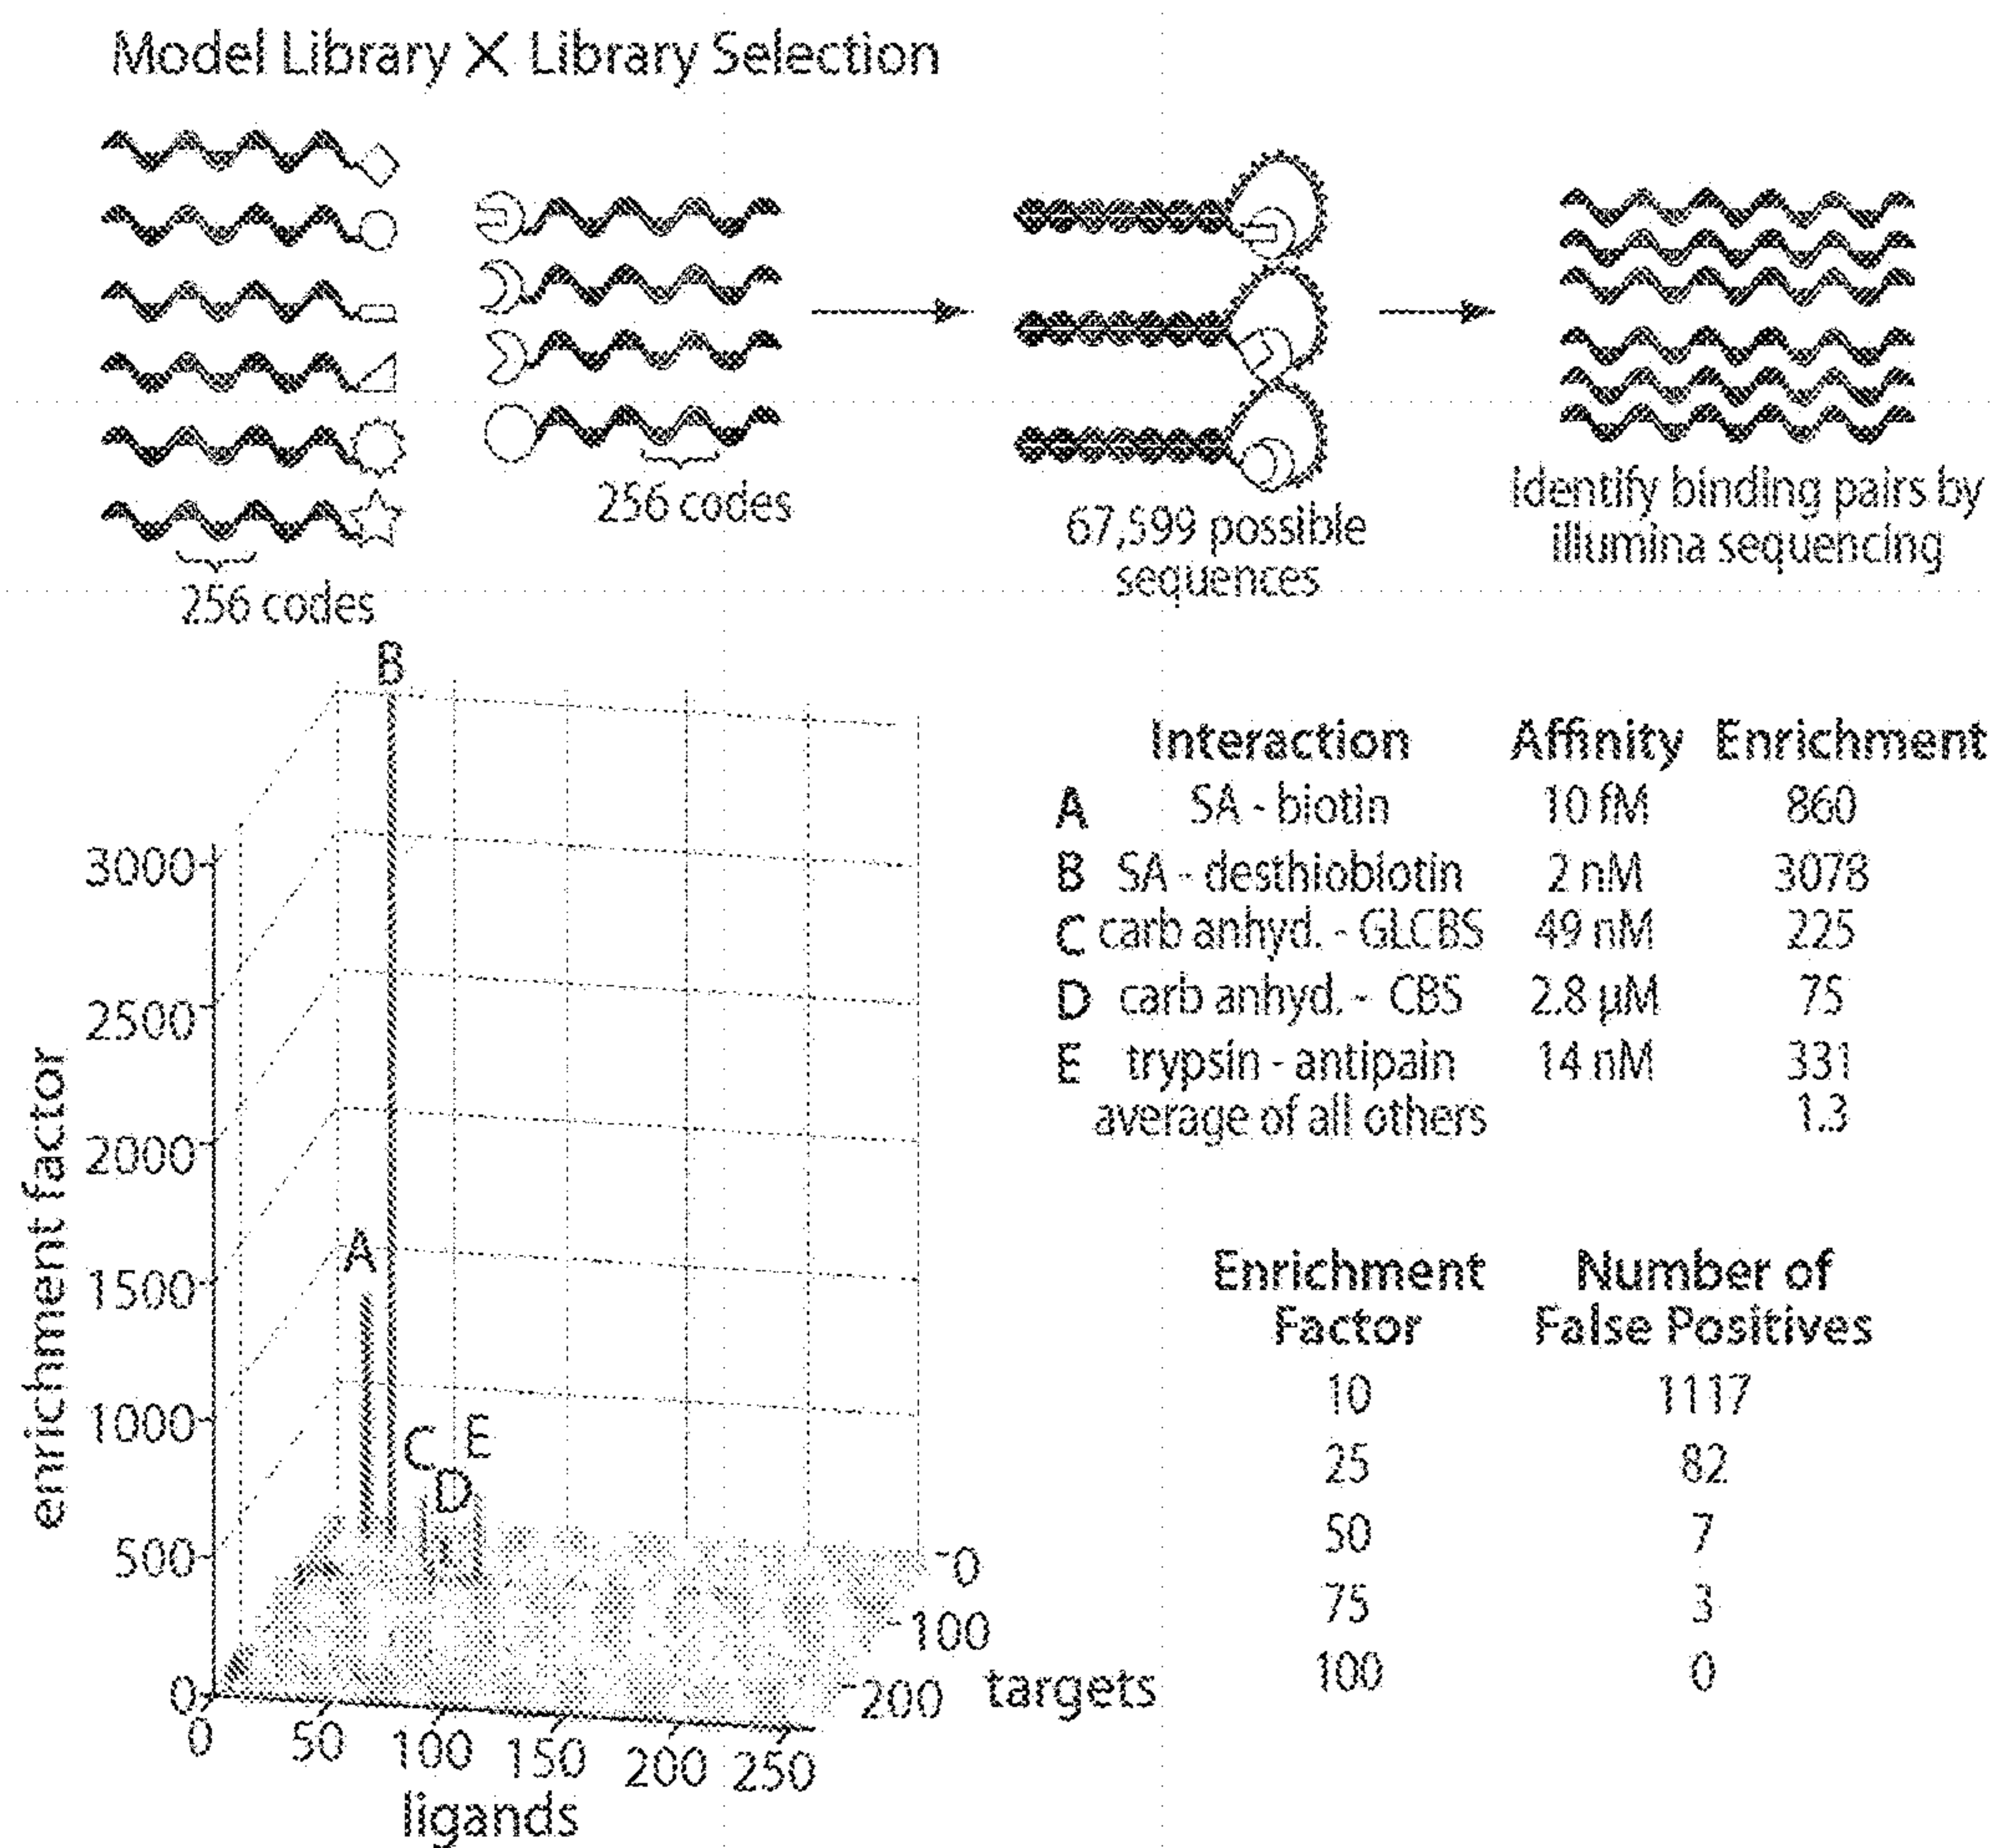 Model Library X Library Selection
256 codes
256 codes
67,599 possible
sequences
Identify binding pairs by
Illumina sequencing
B
A
C
D
E
enrichment factor
3000
2500
2000
1500
1000
500
0
0
50
100
150
200
250
ligands
0
100
200
targets
Interaction Affinity Enrichment
A SA - biotin 10 fM 860
B SA - desthiobiotin 2 nM 3078
C carb anhyd. - GLCBS 49 nM 225
D carb anhyd. - CBS 2.8 µM 75
E trypsin - antipain 14 nM 331
average of all others 1.3
Enrichment Number of
Factor False Positives
10 1117
25 82
50 7
75 3
100 0